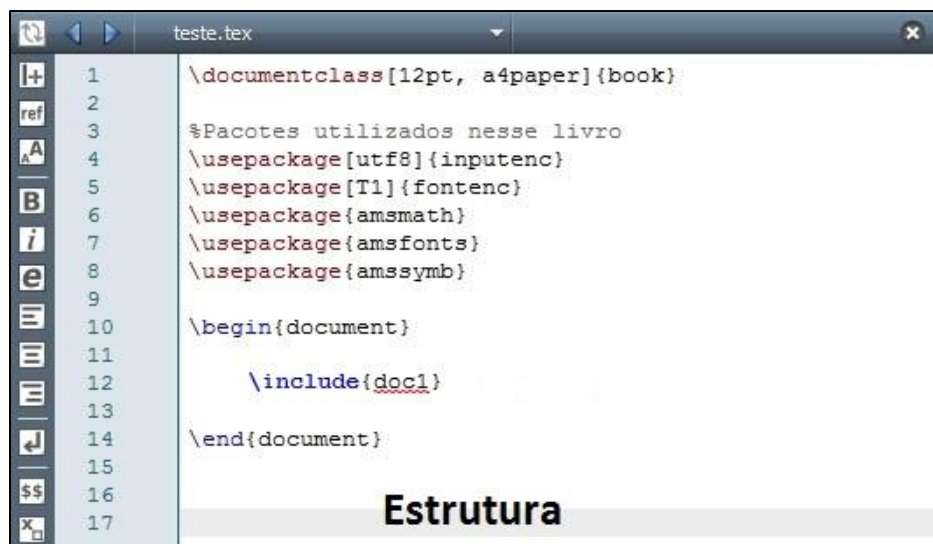 teste.tex
ref
1 \documentclass[12pt, a4paper]{book}
2
3 %Pacotes utilizados nesse livro
4 \usepackage[utf8]{inputenc}
5 \usepackage[T1]{fontenc}
6 \usepackage{amsmath}
7 \usepackage{amsfonts}
8 \usepackage{amssymb}
9
10 \begin{document}
11
12 \include{doc1}
13
14 \end{document}
15
16
17
Estrutura
AA
B
i
e
$$
x